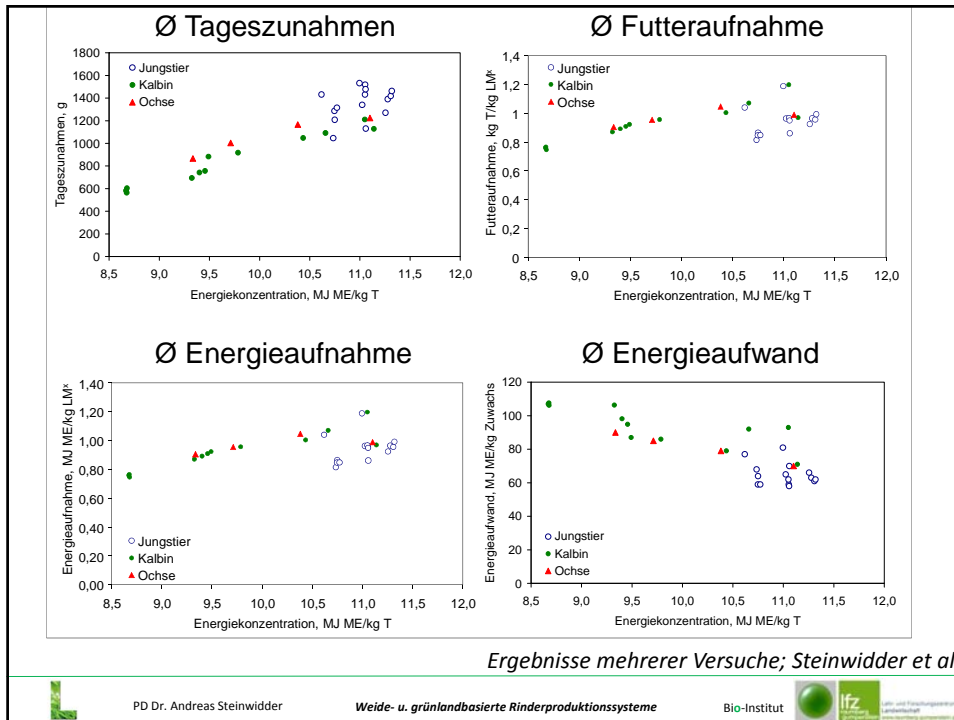 Ø Tageszunahmen
1800
1600
1400
1200
1000
800
600
400
200
0
Tageszunahmen, g
Jungstier
Kalbin
Ochse
8,5 9,0 9,5 10,0 10,5 11,0 11,5 12,0
Energiekonzentration, MJ ME/kg T
Ø Futteraufnahme
1,4
1,2
1
0,8
0,6
0,4
0,2
0
Futteraufnahme, kg T/kg LMˣ
Jungstier
Kalbin
Ochse
8,5 9,0 9,5 10,0 10,5 11,0 11,5 12,0
Energiekonzentration, MJ ME/kg T
Ø Energieaufnahme
1,40
1,20
1,00
0,80
0,60
0,40
0,20
0,00
Energieaufnahme, MJ ME/kg LMˣ
Jungstier
Kalbin
Ochse
8,5 9,0 9,5 10,0 10,5 11,0 11,5 12,0
Energiekonzentration, MJ ME/kg T
Ø Energieaufwand
120
100
80
60
40
20
0
Energieaufwand, MJ ME/kg Zuwachs
Jungstier
Kalbin
Ochse
8,5 9,0 9,5 10,0 10,5 11,0 11,5 12,0
Energiekonzentration, MJ ME/kg T
Ergebnisse mehrerer Versuche; Steinwidder et al
PD Dr. Andreas Steinwidder
Weide- u. grünlandbasierte Rinderproduktionssysteme
Bio-Institut
lfz